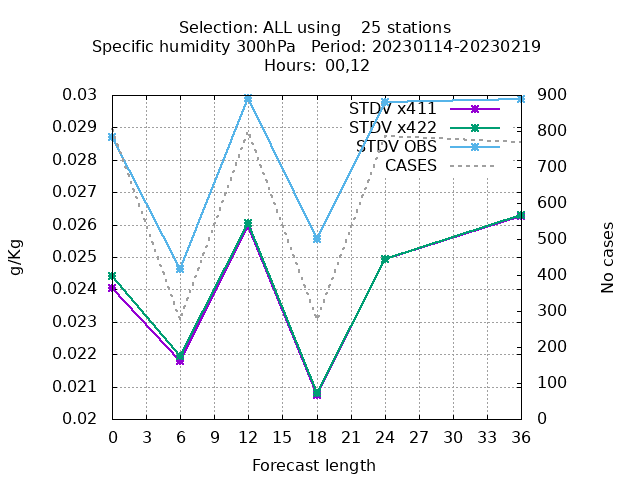 Selection: ALL using    25 stations
Specific humidity 300hPa   Period: 20230114-20230219
Hours: 00,12
STDV x411
STDV x422
STDV OBS
CASES
g/Kg
0.03
0.029
0.028
0.027
0.026
0.025
0.024
0.023
0.022
0.021
0.02
900
800
700
600
500
400
300
200
100
0
No cases
0 3 6 9 12 15 18 21 24 27 30 33 36
Forecast length